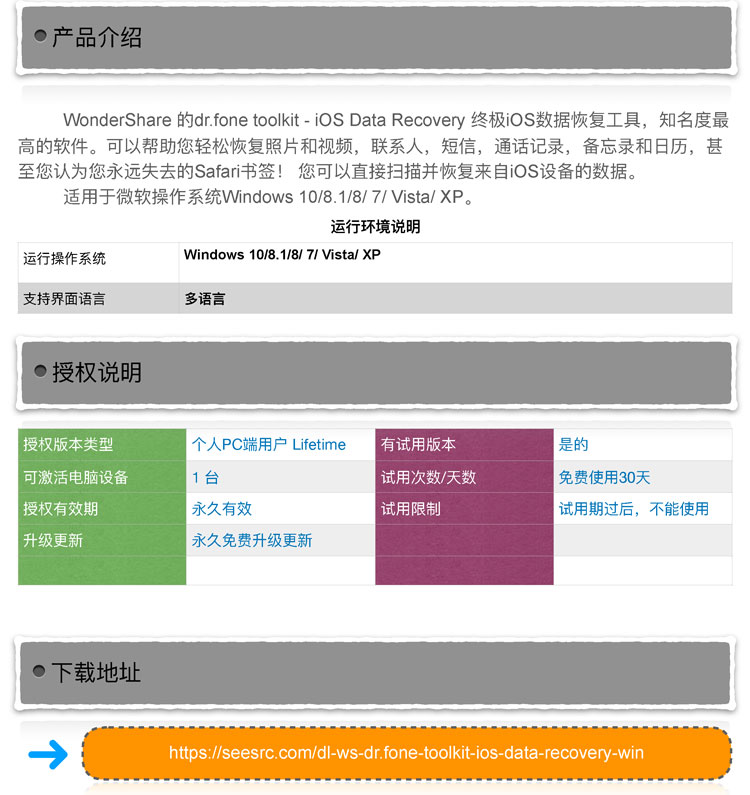 产品介绍
WonderShare 的dr.fone toolkit - iOS Data Recovery 终极iOS数据恢复工具，知名度最
高的软件。可以帮助您轻松恢复照片和视频，联系人，短信，通话记录，备忘录和日历，甚
至您认为您永远失去的Safari书签！ 您可以直接扫描并恢复来自iOS设备的数据。
适用于微软操作系统Windows 10/8.1/8/ 7/ Vista/ XP。
运行环境说明
运行操作系统 Windows 10/8.1/8/ 7/ Vista/ XP
支持界面语言 多语言
授权说明
授权版本类型 个人PC端用户 Lifetime 有试用版本 是的
可激活电脑设备 1 台 试用次数/天数 免费使用30天
授权有效期 永久有效 试用限制 试用期过后，不能使用
升级更新 永久免费升级更新
下载地址
https://seesrc.com/dl-ws-dr.fone-toolkit-ios-data-recovery-win